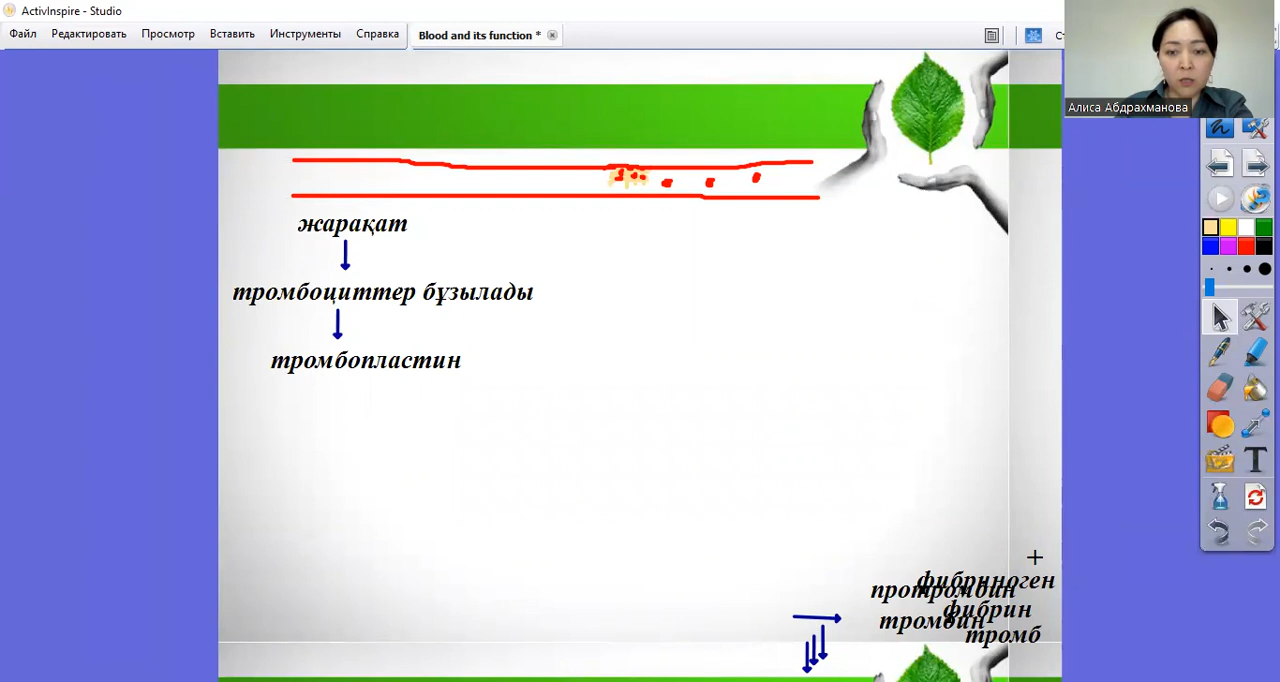 ActivInspire - Studio
Файл Редактировать Просмотр Вставить Инструменты Справка
Blood and its function *
Алиса Абдрахманова
жарақат
тромбоциттер бұзылады
тромбопластин
+
фибриноген
протромбин
фибрин
тромбин
тромб
T